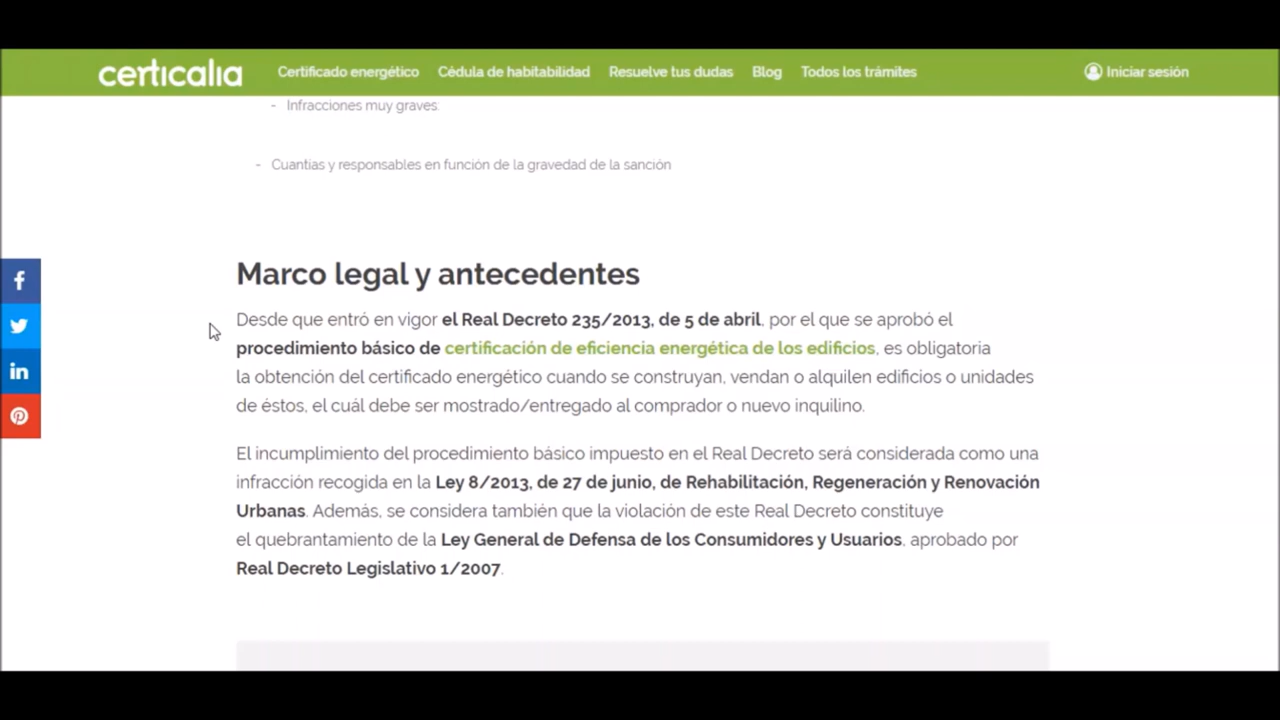 certicalia Certificado energético Cédula de habitabilidad Resuelve tus dudas Blog Todos los trámites Iniciar sesión
- Infracciones muy graves:
- Cuantías y responsables en función de la gravedad de la sanción
Marco legal y antecedentes
Desde que entró en vigor el Real Decreto 235/2013, de 5 de abril, por el que se aprobó el
procedimiento básico de certificación de eficiencia energética de los edificios, es obligatoria
la obtención del certificado energético cuando se construyan, vendan o alquilen edificios o unidades
de éstos, el cuál debe ser mostrado/entregado al comprador o nuevo inquilino.
El incumplimiento del procedimiento básico impuesto en el Real Decreto será considerada como una
infracción recogida en la Ley 8/2013, de 27 de junio, de Rehabilitación, Regeneración y Renovación
Urbanas. Además, se considera también que la violación de este Real Decreto constituye
el quebrantamiento de la Ley General de Defensa de los Consumidores y Usuarios, aprobado por
Real Decreto Legislativo 1/2007.